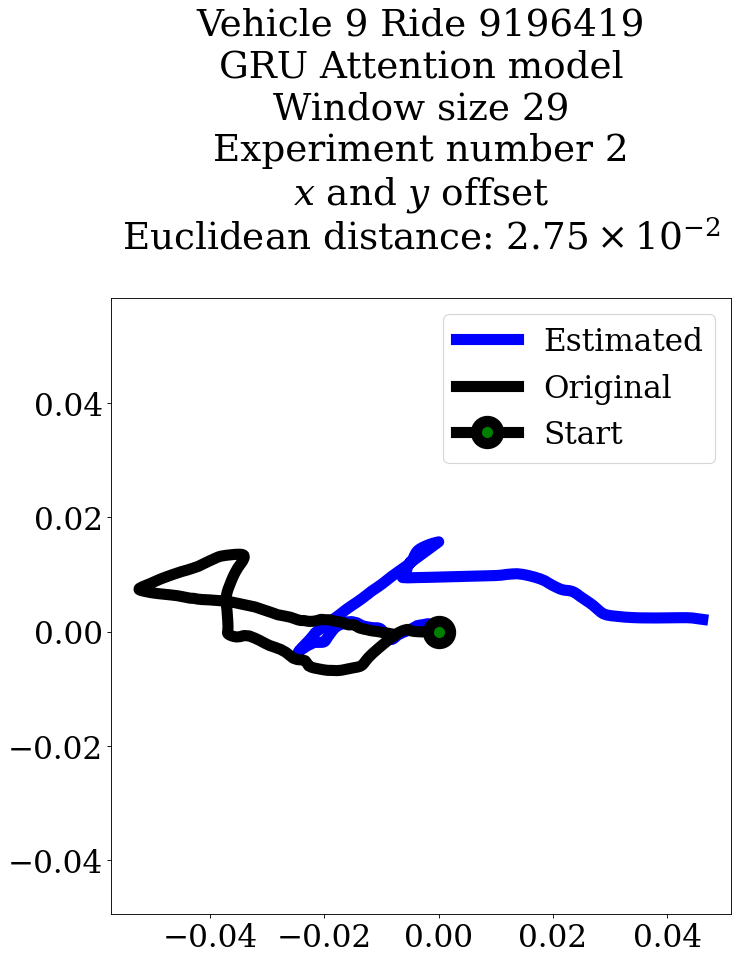 Vehicle 9 Ride 9196419
GRU Attention model
Window size 29
Experiment number 2
x and y offset
Euclidean distance: 2.75 × 10⁻²
Estimated
Original
Start
0.04
0.02
0.00
−0.02
−0.04
−0.04 −0.02 0.00 0.02 0.04